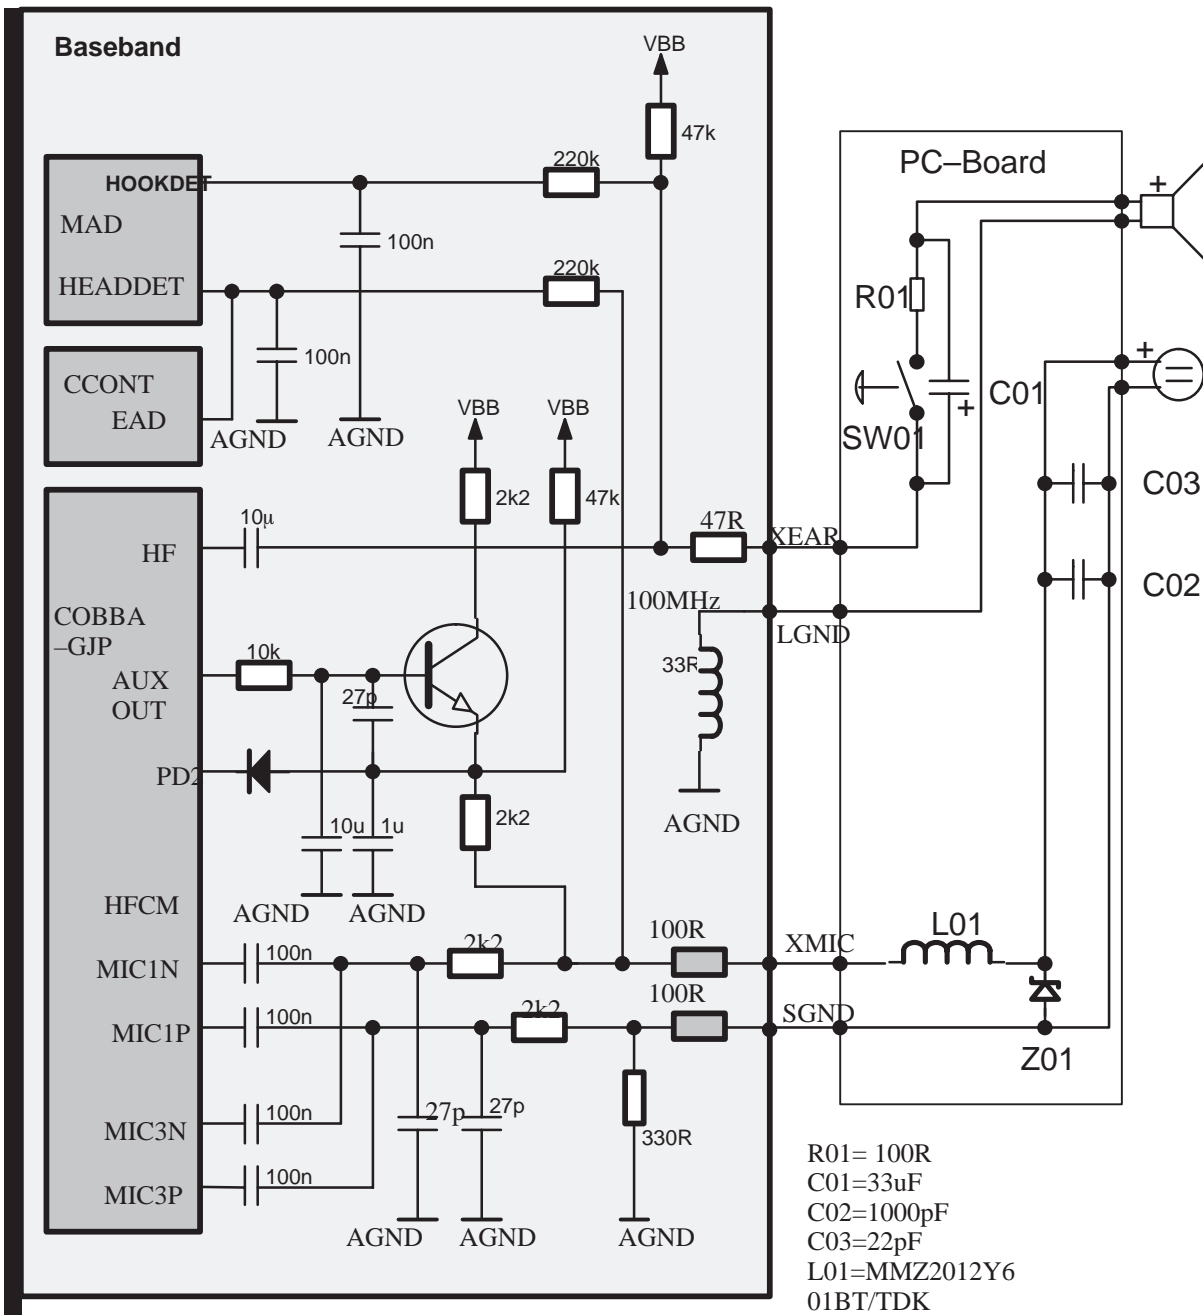 Baseband
VBB
47k
PC–Board
220k
HOOKDET
+
MAD
100n
220k
HEADDET
R01
100n
+
CCONT
C01
EAD
VBB
VBB
+
AGND
AGND
SW01
2k2
47k
C03
10µ
47R
HF
XEAR
C02
100MHz
COBBA
–GJP
LGND
10k
33R
AUX
OUT
27p
PD2
10u
1u
2k2
AGND
HFCM
AGND
AGND
L01
100R
2k2
XMIC
100n
MIC1N
100R
2k2
SGND
100n
MIC1P
Z01
100n
27p
27p
MIC3N
330R
100n
MIC3P
AGND
AGND
AGND
R01= 100R
C01=33uF
C02=1000pF
C03=22pF
L01=MMZ2012Y6
01BT/TDK